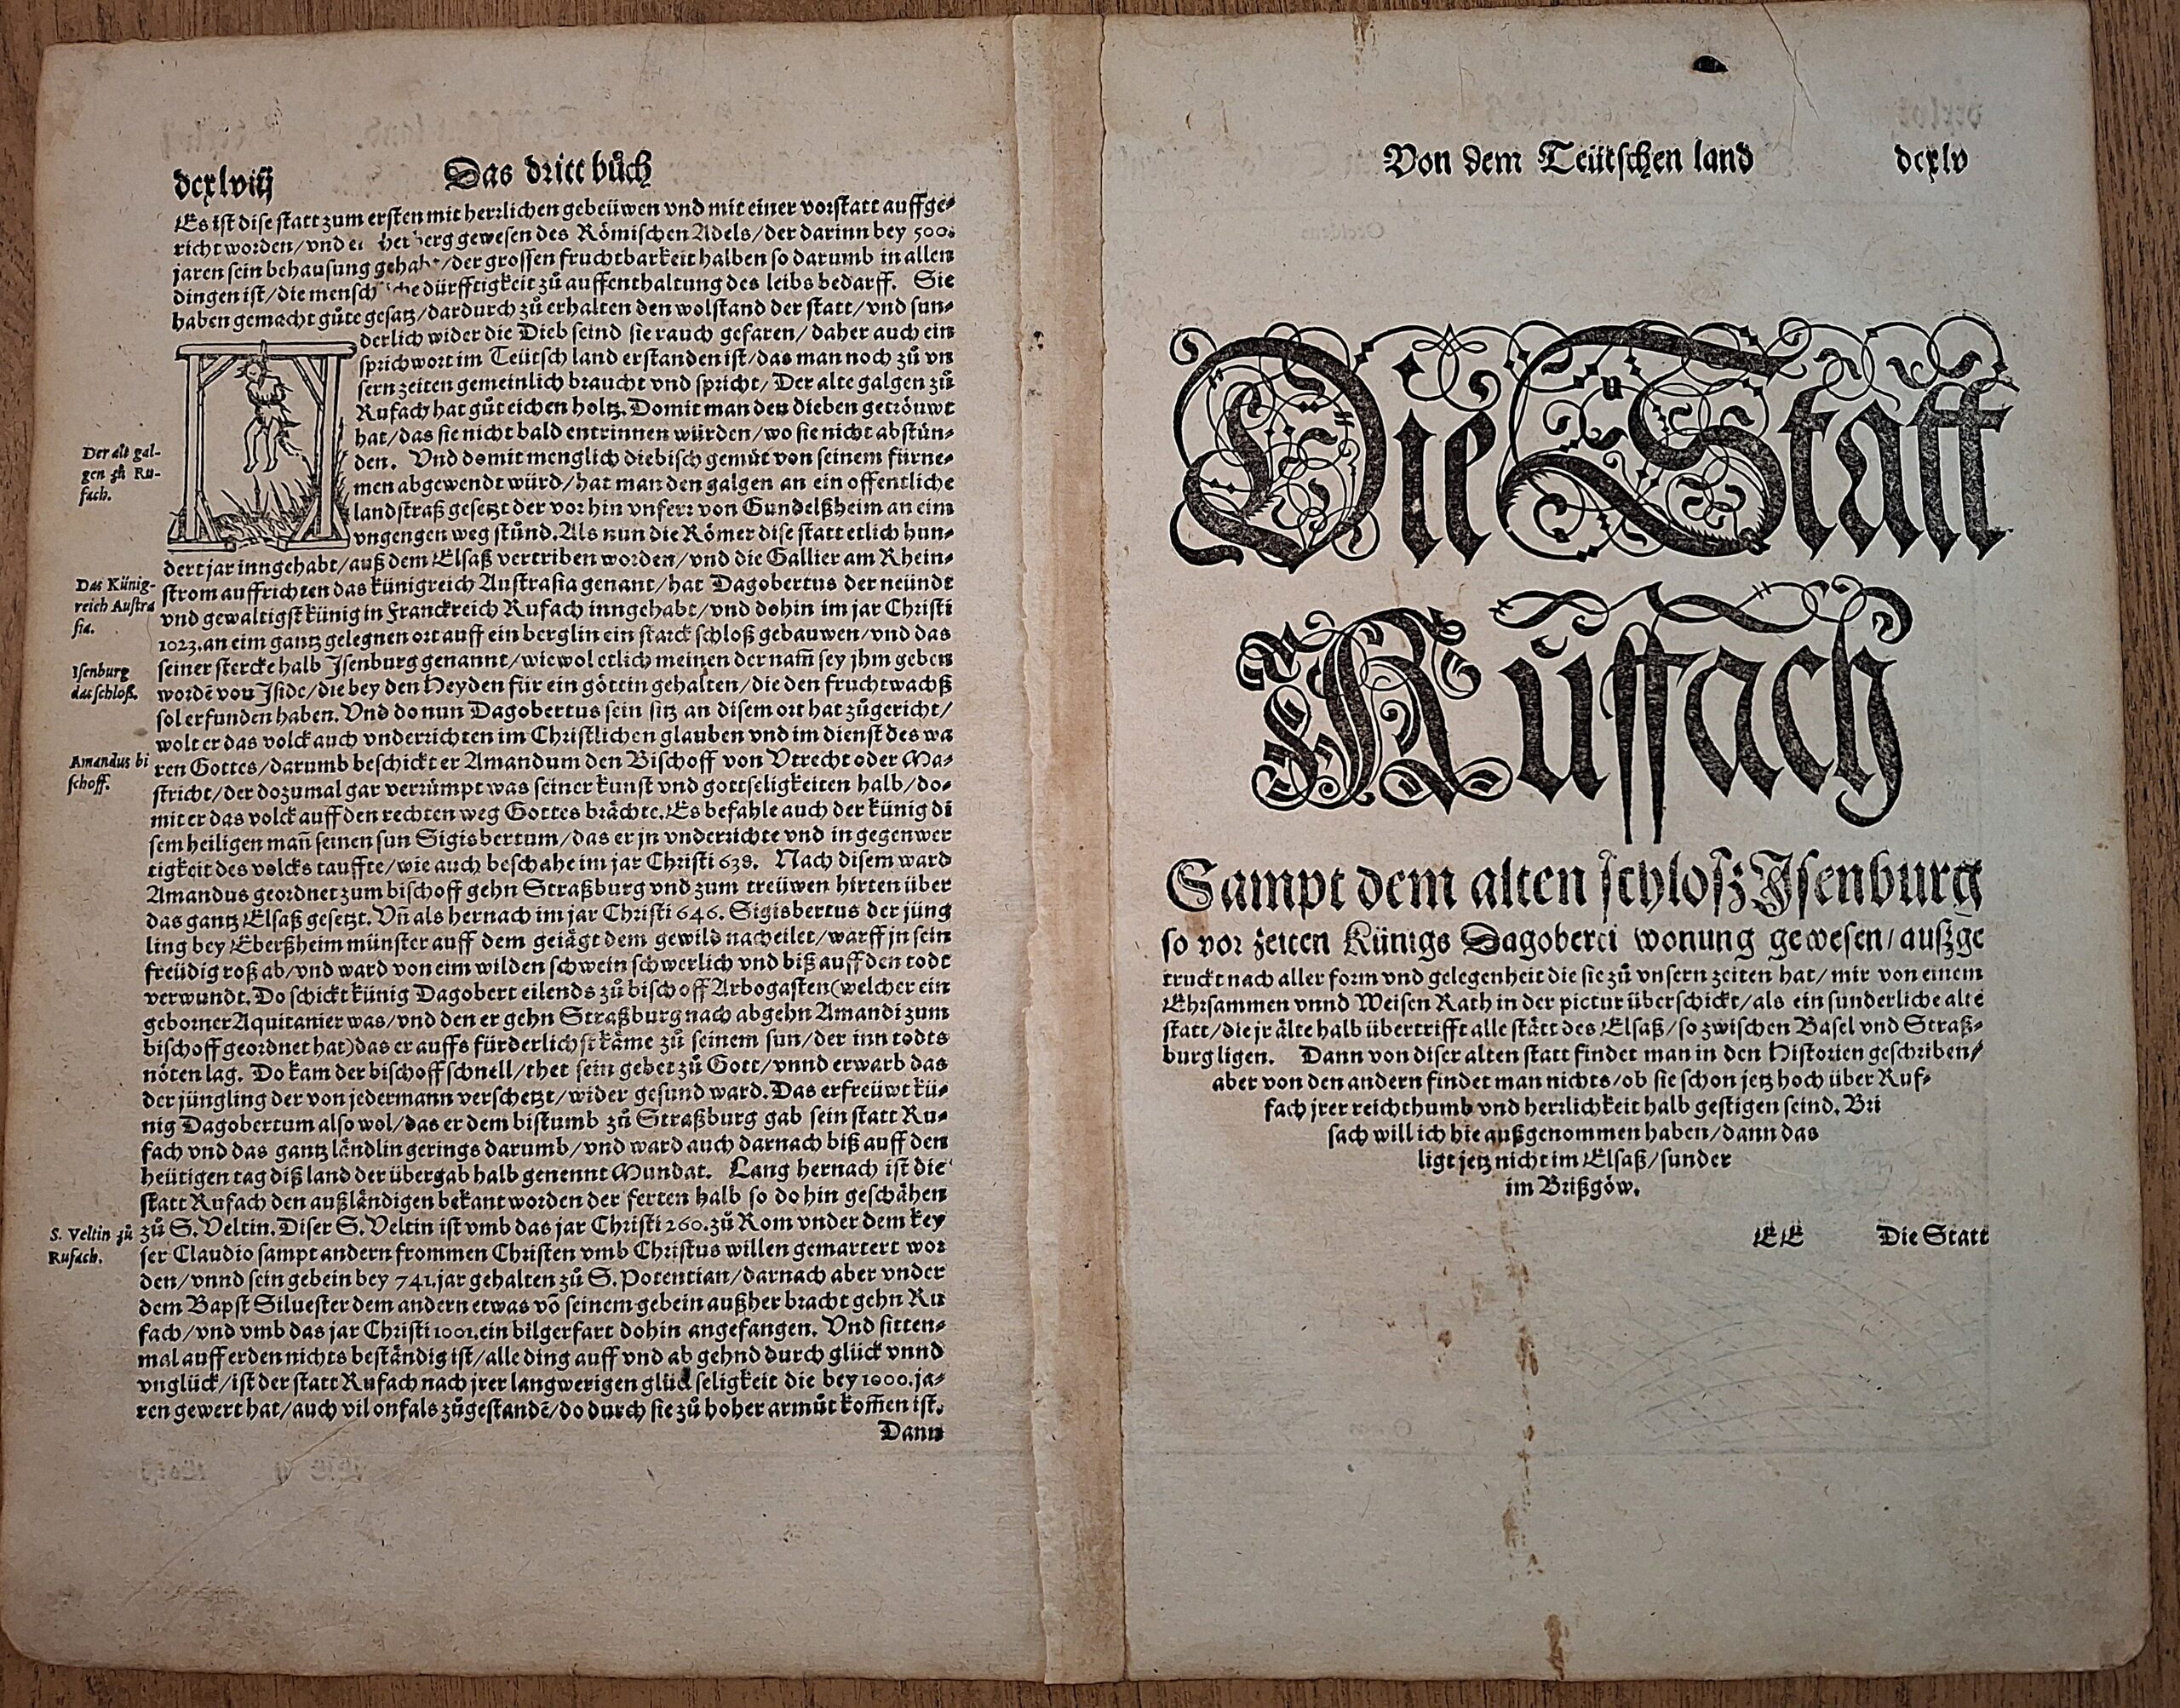 dcxlviij
Das dritt bůch
Es ist dise statt zum ersten mit herrlichen gebeüwen vnd mit einer vorstatt auffge⸗
richt worden/vnd gewesen des Römischen Adels/der darinn bey 500.
jaren sein behausung /der grossen fruchtbarkeit halben so darumb in allen
dingen ist/die dürfftigkeit zů auffenthaltung des leibs bedarff. Sie
haben gemacht gůte gesatz/dardurch zů erhalten den wolstand der statt/vnd sun⸗
derlich wider die Dieb seind sie rauch gefaren/daher auch ein
sprichwort im Teütsch land erstanden ist/das man noch zů vn
sern zeiten gemeinlich braucht vnd spricht/Der alte galgen zů
Rufach hat gůt eichen holtz. Domit man den dieben getröuwt
hat/das sie nicht bald entrinnen würden/wo sie nicht abstün⸗
den. Vnd domit menglich diebisch gemüt von seinem fürne⸗
men abgewendt würd/hat man den galgen an ein offentliche
landstraß gesetzt der vorhin vnferr von Gundelßheim an eim
vngengen weg stůnd. Als nun die Römer dise statt etlich hun⸗
dert jar inngehabt/auß dem Elsaß vertriben worden/vnd die Gallier am Rhein⸗
strom auffrichten das künigreich Austrasia genant/hat Dagobertus der neündt
vnd gewaltigst künig in Franckreich Rufach inngehabt/vnd dohin im jar Christi
1023. an eim gantz gelegnen ort auff ein berglin ein starck schloß gebauwen/vnd das
seiner stercke halb Isenburg genannt/wiewol etlich meinen der nam̃ sey jhm geben
wordē von Iside/die bey den Heyden für ein göttin gehalten/die den fruchtwachß
sol erfunden haben. Vnd do nun Dagobertus sein sitz an disem ort hat zůgericht/
wolt er das volck auch vnderrichten im Christlichen glauben vnd im dienst des wa
ren Gottes/darumb beschickt er Amandum den Bischoff von Vtrecht oder Ma⸗
stricht/der dozumal gar verrümpt was seiner kunst vnd gottseligkeiten halb/do⸗
mit er das volck auff den rechten weg Gottes brächte. Es befahle auch der künig di
sem heiligen man̄ seinen sun Sigisbertum/das er jn vnderrichte vnd in gegenwer
tigkeit des volcks tauffte/wie auch beschahe im jar Christi 638. Nach disem ward
Amandus geordnet zum bischoff gehn Straßburg vnd zum treüwen hirten über
das gantz Elsaß gesetzt. Vn̄ als hernach im jar Christi 646. Sigisbertus der jüng
ling bey Eberßheim münster auff dem geiägt dem gewild nacheilet/warff jn sein
freüdig roß ab/vnd ward von eim wilden schwein schwerlich vnd biß auff den todt
verwundt. Do schickt künig Dagobert eilends zů bischoff Arbogasten (welcher ein
geborner Aquitanier was/vnd den er gehn Straßburg nach abgehn Amandi zum
bischoff geordnet hat) das er auffs fürderlichst käme zů seinem sun/der inn todts
nöten lag. Do kam der bischoff schnell/thet sein gebet zů Gott/vnnd erwarb das
der jüngling der von jedermann verschetzt/wider gesund ward. Das erfreüwt kü⸗
nig Dagobertum also wol/das er dem bistumb zů Straßburg gab sein statt Ru⸗
fach vnd das gantz ländlin gerings darumb/vnd ward auch darnach biß auff den
heütigen tag diß land der übergab halb genennt Mundat. Lang hernach ist die
statt Rufach den außländigen bekant worden der ferten halb so dohin geschähen
zů S. Veltin. Diser S. Veltin ist vmb das jar Christi 260. zů Rom vnder dem key
ser Claudio sampt andern frommen Christen vmb Christus willen gemartert wor
den/vnnd sein gebein bey 741. jar gehalten zů S. Potentian/darnach aber vnder
dem Bapst Siluester dem andern etwas vō seinem gebein außher bracht gehn Ru
fach/vnd vmb das jar Christi 1001. ein bilgerfart dohin angefangen. Vnd sitten⸗
mal auff erden nichts beständig ist/alle ding auff vnd ab gehnd durch glück vnnd
vnglück/ist der statt Rufach nach jrer langwerigen glückseligkeit die bey 1000. ja⸗
ren gewert hat/auch vil onfals zůgestandē/do durch sie zů hoher armůt kom̄en ist.
Dann
Der alt gal-
gen zů Ru-
fach.
Das Künig-
reich Austra
sia.
Isenburg
das schloß.
Amandus bi
schoff.
S. Veltin zů
Rufach.
Von dem Teütschen land
dcxlv
Die Statt
Růffach
Sampt dem alten schlosz Isenburg
so vor zeiten Künigs Dagoberti wonung gewesen/außge
truckt nach aller form vnd gelegenheit die sie zů vnsern zeiten hat/mir von einem
Ehrsammen vnnd Weisen Rath in der pictur überschickt/als ein sunderliche alte
statt/die jr älte halb übertrifft alle stätt des Elsaß/so zwischen Basel vnd Straß⸗
burg ligen. Dann von diser alten statt findet man in den Historien geschriben/
aber von den andern findet man nichts/ob sie schon jetz hoch über Ruf⸗
fach jrer reichthumb vnd herrlichkeit halb gestigen seind. Bri
sach will ich hie außgenommen haben/dann das
ligt jetz nicht im Elsaß/sunder
im Brißgöw.
EE
Die Statt